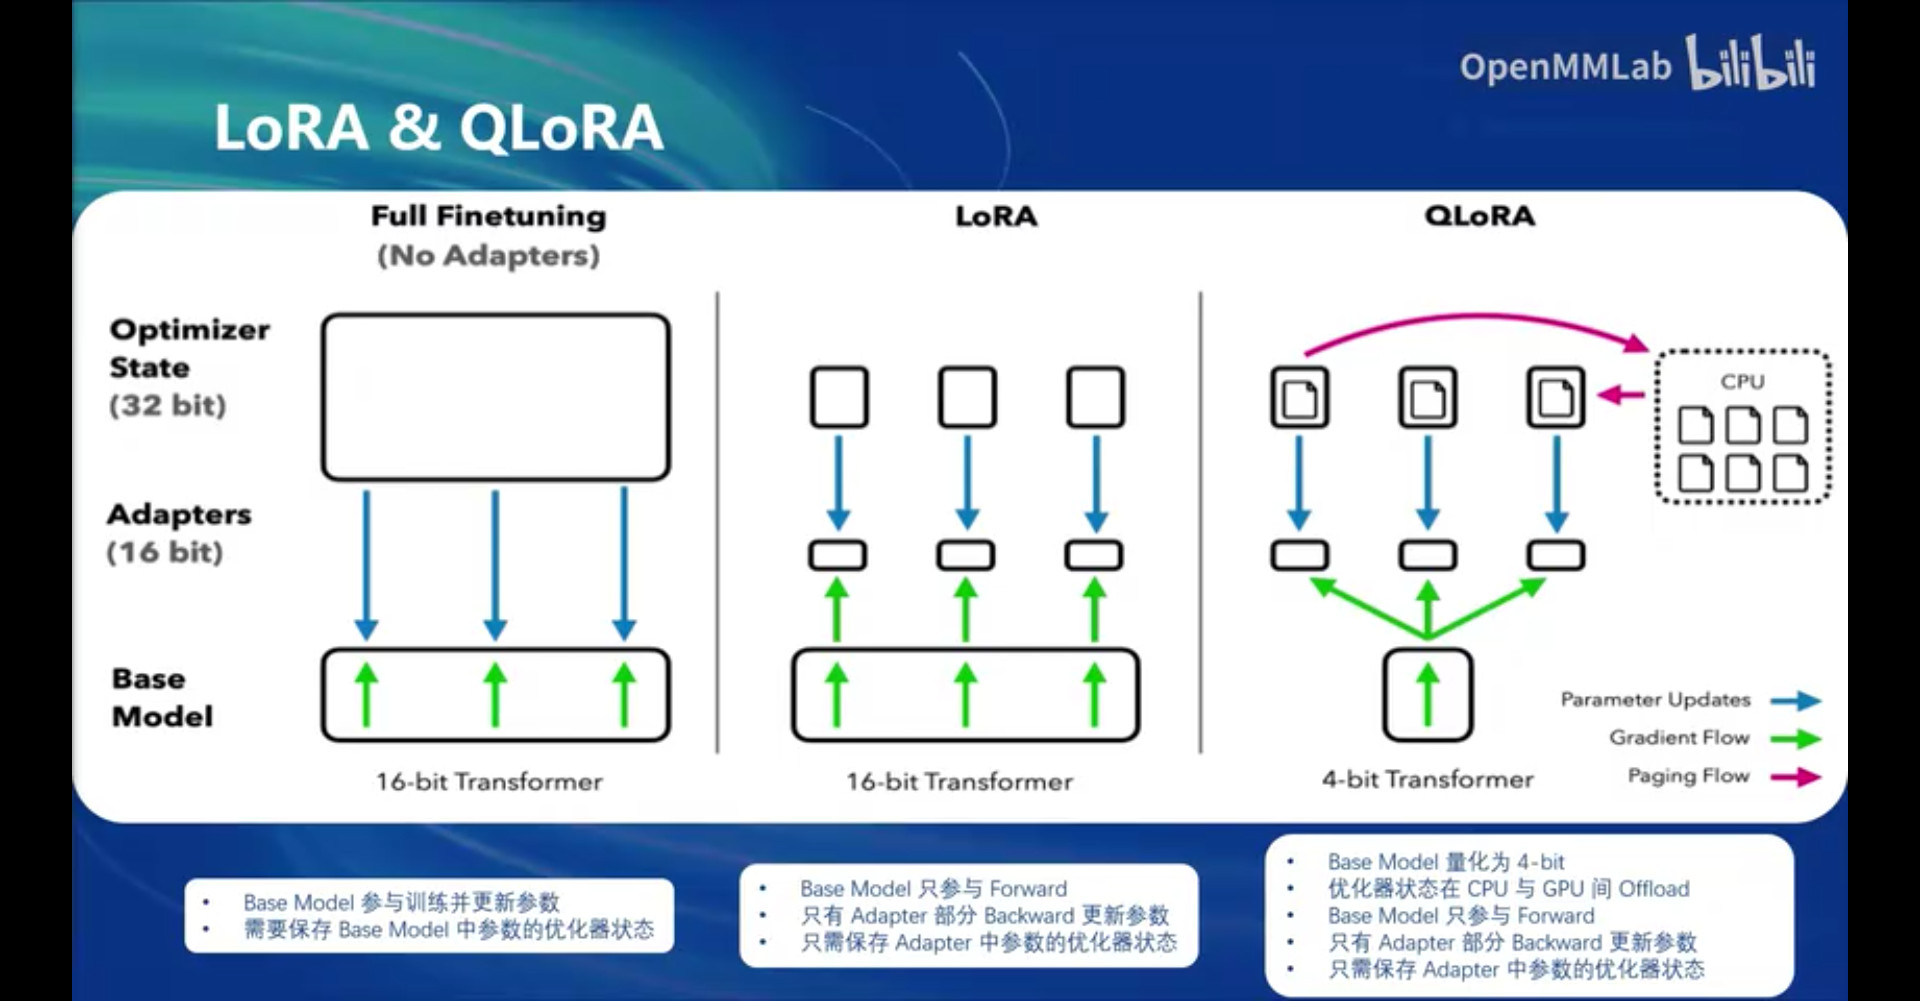 OpenMMLab bilibili
LoRA & QLoRA
Full Finetuning
(No Adapters)
LoRA
QLoRA
Optimizer
State
(32 bit)
CPU
Adapters
(16 bit)
Base
Model
Parameter Updates
Gradient Flow
Paging Flow
16-bit Transformer
16-bit Transformer
4-bit Transformer
• Base Model 参与训练并更新参数
• 需要保存 Base Model 中参数的优化器状态
• Base Model 只参与 Forward
• 只有 Adapter 部分 Backward 更新参数
• 只需保存 Adapter 中参数的优化器状态
• Base Model 量化为 4-bit
• 优化器状态在 CPU 与 GPU 间 Offload
• Base Model 只参与 Forward
• 只有 Adapter 部分 Backward 更新参数
• 只需保存 Adapter 中参数的优化器状态